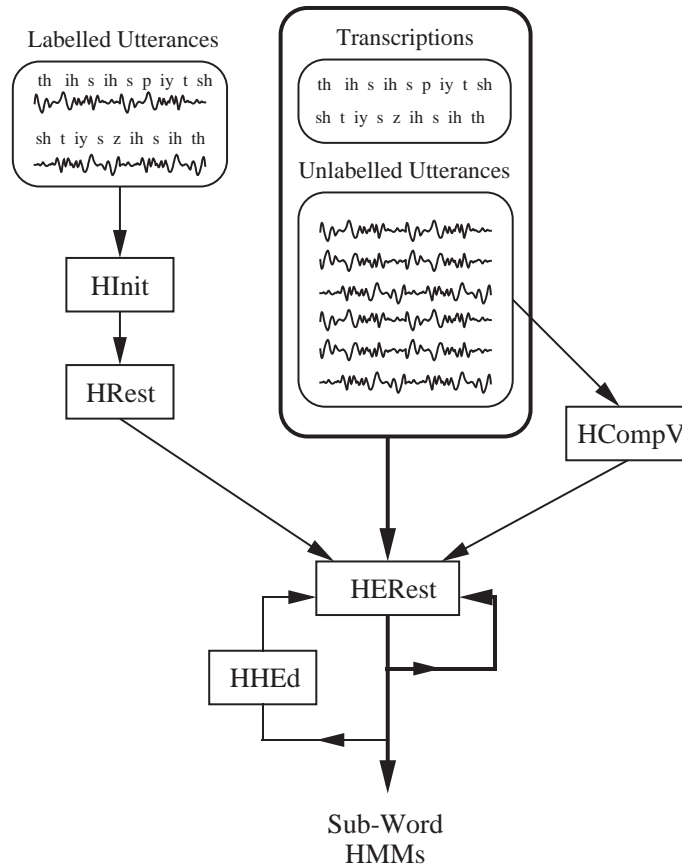 Labelled Utterances
th ih s ih s p iy t sh
sh t iy s z ih s ih th
Transcriptions
th ih s ih s p iy t sh
sh t iy s z ih s ih th
Unlabelled Utterances
HInit
HRest
HCompV
HERest
HHEd
Sub-Word
HMMs